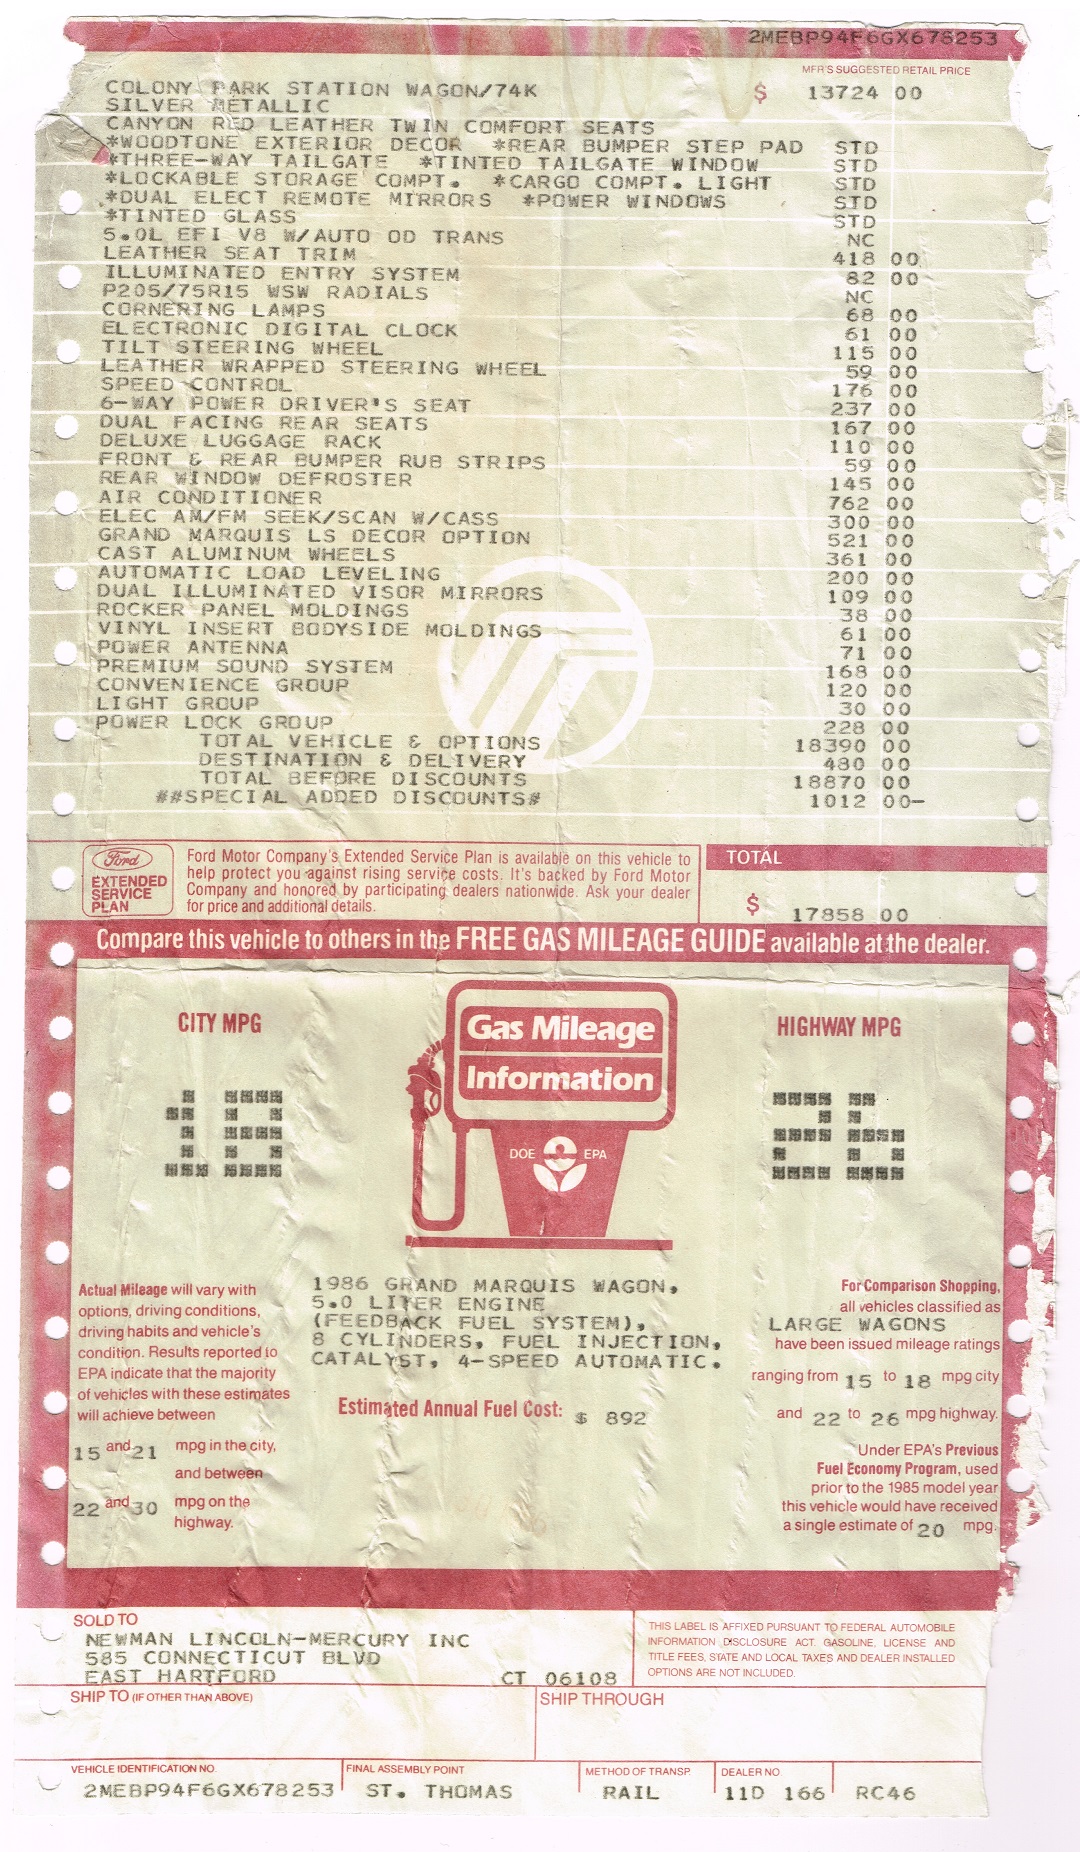 2MEBP94F6GX678253
MFR'S SUGGESTED RETAIL PRICE
COLONY PARK STATION WAGON/74K $ 13724 00
SILVER METALLIC
CANYON RED LEATHER TWIN COMFORT SEATS
*WOODTONE EXTERIOR DECOR *REAR BUMPER STEP PAD STD
*THREE-WAY TAILGATE *TINTED TAILGATE WINDOW STD
*LOCKABLE STORAGE COMPT. *CARGO COMPT. LIGHT STD
*DUAL ELECT REMOTE MIRRORS *POWER WINDOWS STD
*TINTED GLASS STD
5.0L EFI V8 W/AUTO OD TRANS NC
LEATHER SEAT TRIM 418 00
ILLUMINATED ENTRY SYSTEM 82 00
P205/75R15 WSW RADIALS NC
CORNERING LAMPS 68 00
ELECTRONIC DIGITAL CLOCK 61 00
TILT STEERING WHEEL 115 00
LEATHER WRAPPED STEERING WHEEL 59 00
SPEED CONTROL 176 00
6-WAY POWER DRIVER'S SEAT 237 00
DUAL FACING REAR SEATS 167 00
DELUXE LUGGAGE RACK 110 00
FRONT & REAR BUMPER RUB STRIPS 59 00
REAR WINDOW DEFROSTER 145 00
AIR CONDITIONER 762 00
ELEC AM/FM SEEK/SCAN W/CASS 300 00
GRAND MARQUIS LS DECOR OPTION 521 00
CAST ALUMINUM WHEELS 361 00
AUTOMATIC LOAD LEVELING 200 00
DUAL ILLUMINATED VISOR MIRRORS 109 00
ROCKER PANEL MOLDINGS 38 00
VINYL INSERT BODYSIDE MOLDINGS 61 00
POWER ANTENNA 71 00
PREMIUM SOUND SYSTEM 168 00
CONVENIENCE GROUP 120 00
LIGHT GROUP 30 00
POWER LOCK GROUP 228 00
TOTAL VEHICLE & OPTIONS 18390 00
DESTINATION & DELIVERY 480 00
TOTAL BEFORE DISCOUNTS 18870 00
##SPECIAL ADDED DISCOUNTS# 1012 00-
Ford
EXTENDED
SERVICE
PLAN
Ford Motor Company's Extended Service Plan is available on this vehicle to
help protect you against rising service costs. It's backed by Ford Motor
Company and honored by participating dealers nationwide. Ask your dealer
for price and additional details.
TOTAL
$ 17858 00
Compare this vehicle to others in the FREE GAS MILEAGE GUIDE available at the dealer.
CITY MPG
18
Gas Mileage
Information
DOE EPA
HIGHWAY MPG
26
Actual Mileage will vary with
options, driving conditions,
driving habits and vehicle's
condition. Results reported to
EPA indicate that the majority
of vehicles with these estimates
will achieve between
15 and 21 mpg in the city,
and between
22 and 30 mpg on the
highway.
1986 GRAND MARQUIS WAGON,
5.0 LITER ENGINE
(FEEDBACK FUEL SYSTEM),
8 CYLINDERS, FUEL INJECTION,
CATALYST, 4-SPEED AUTOMATIC.
Estimated Annual Fuel Cost: $ 892
For Comparison Shopping,
all vehicles classified as
LARGE WAGONS
have been issued mileage ratings
ranging from 15 to 18 mpg city
and 22 to 26 mpg highway.
Under EPA's Previous
Fuel Economy Program, used
prior to the 1985 model year
this vehicle would have received
a single estimate of 20 mpg.
SOLD TO
NEWMAN LINCOLN-MERCURY INC
585 CONNECTICUT BLVD
EAST HARTFORD CT 06108
THIS LABEL IS AFFIXED PURSUANT TO FEDERAL AUTOMOBILE
INFORMATION DISCLOSURE ACT. GASOLINE, LICENSE AND
TITLE FEES, STATE AND LOCAL TAXES AND DEALER INSTALLED
OPTIONS ARE NOT INCLUDED.
SHIP TO (IF OTHER THAN ABOVE)
SHIP THROUGH
VEHICLE IDENTIFICATION NO. FINAL ASSEMBLY POINT METHOD OF TRANSP. DEALER NO.
2MEBP94F6GX678253 ST. THOMAS RAIL 11D 166 RC46